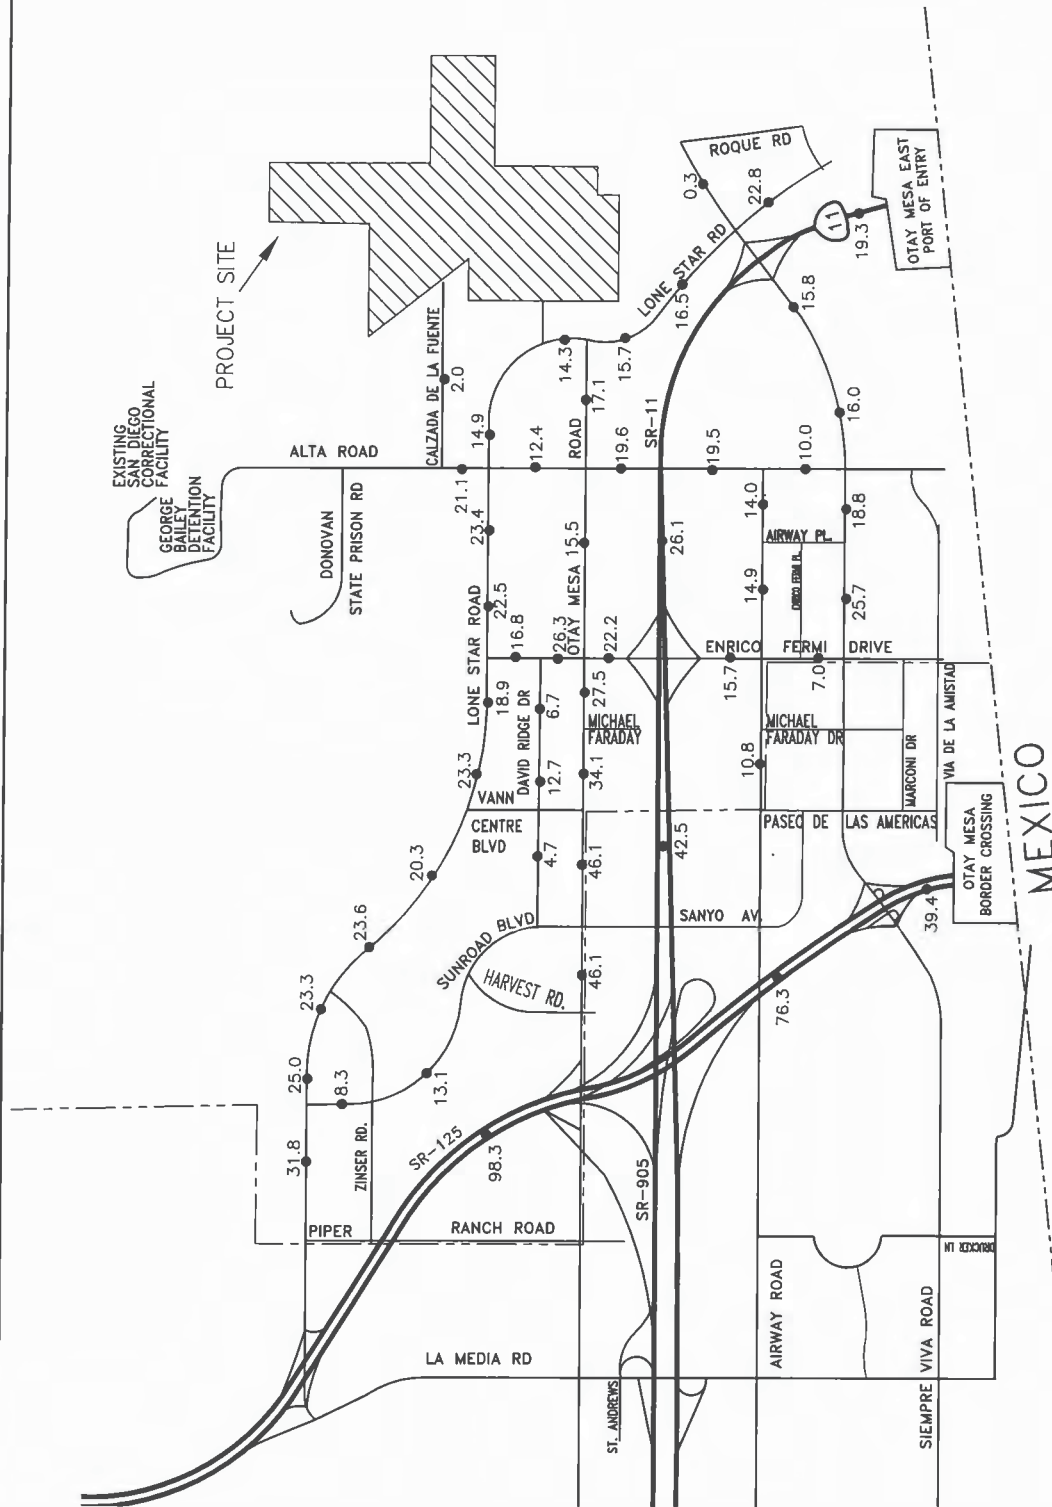 PROJECT SITE
EXISTING
SAN DIEGO
CORRECTIONAL
FACILITY
GEORGE
BAILEY
DETENTION
FACILITY
ALTA ROAD
DONOVAN
STATE PRISON RD
CALZADA DE LA FUENTE
2.0
ROQUE RD
0.3
22.8
11
19.3
OTAY MESA EAST
PORT OF ENTRY
LONE STAR RD
16.5
15.8
14.3
15.7
17.1
ROAD
14.9
12.4
19.6
SR-11
19.5
10.0
16.0
21.1
23.4
15.5
26.1
14.0
18.8
AIRWAY PL.
14.9
25.7
22.5
16.8
26.3
OTAY MESA
22.2
ENRICO FERMI DRIVE
15.7
7.0
LONE STAR ROAD
18.9
DAVID RIDGE DR
6.7
27.5
MICHAEL
FARADAY
MICHAEL
FARADAY DR
MARCONI DR
VIA DE LA AMISTAD
23.3
12.7
34.1
10.8
VANN
CENTRE
BLVD
PASEO DE LAS AMERICAS
4.7
46.1
42.5
OTAY MESA
BORDER CROSSING
MEXICO
39.4
20.3
23.6
SUNROAD BLVD
SANYO AV.
HARVEST RD.
46.1
76.3
23.3
25.0
8.3
13.1
31.8
ZINSER RD.
SR-125
98.3
SR-905
PIPER
RANCH ROAD
DRUCKER LN
LA MEDIA RD
ST. ANDREWS
AIRWAY ROAD
SIEMPRE VIVA ROAD